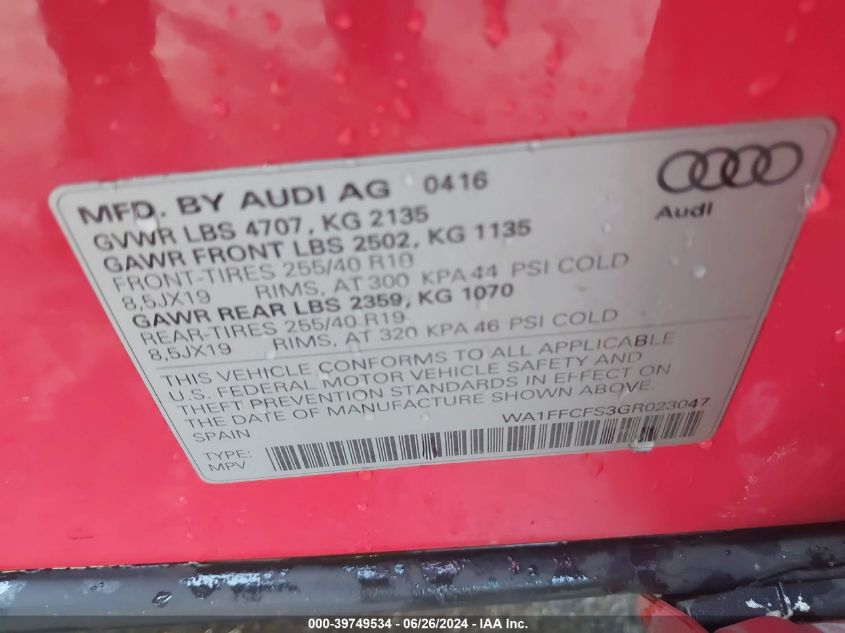 MFD. BY AUDI AG 0416
Audi
GVWR LBS 4707, KG 2135
GAWR FRONT LBS 2502, KG 1135
FRONT-TIRES 255/40 R19
8,5JX19 RIMS, AT 300 KPA 44 PSI COLD
GAWR REAR LBS 2359, KG 1070
REAR-TIRES 255/40 R19
8,5JX19 RIMS, AT 320 KPA 46 PSI COLD
THIS VEHICLE CONFORMS TO ALL APPLICABLE
U.S. FEDERAL MOTOR VEHICLE SAFETY AND
THEFT PREVENTION STANDARDS IN EFFECT ON
THE DATE OF MANUFACTURE SHOWN ABOVE.
SPAIN WA1FFCFS3GR023047
TYPE:
MPV
000-39749534 - 06/26/2024 - IAA Inc.